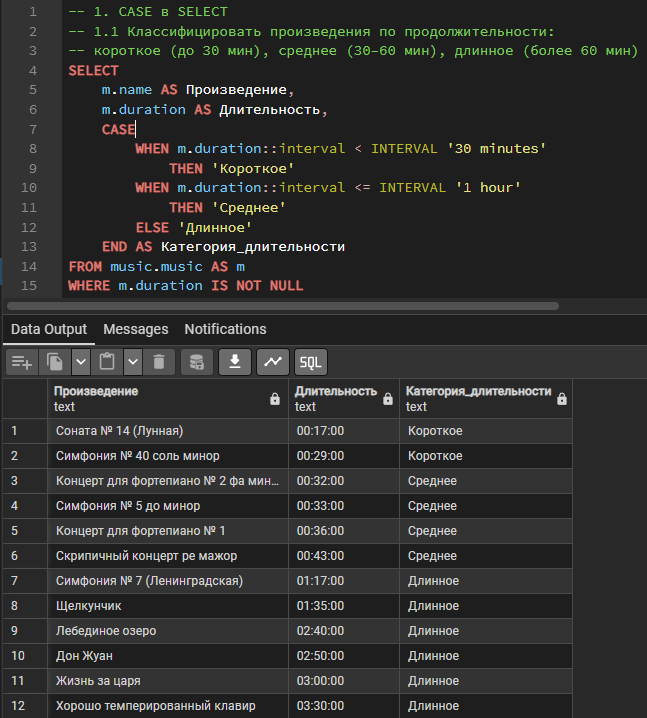 1 -- 1. CASE в SELECT
2 -- 1.1 Классифицировать произведения по продолжительности:
3 -- короткое (до 30 мин), среднее (30-60 мин), длинное (более 60 мин)
4 SELECT
5 m.name AS Произведение,
6 m.duration AS Длительность,
7 CASE
8 WHEN m.duration::interval < INTERVAL '30 minutes'
9 THEN 'Короткое'
10 WHEN m.duration::interval <= INTERVAL '1 hour'
11 THEN 'Среднее'
12 ELSE 'Длинное'
13 END AS Категория_длительности
14 FROM music.music AS m
15 WHERE m.duration IS NOT NULL
Data Output Messages Notifications
SQL
Произведение Длительность Категория_длительности
text text text
1 Соната № 14 (Лунная) 00:17:00 Короткое
2 Симфония № 40 соль минор 00:29:00 Короткое
3 Концерт для фортепиано № 2 фа мин... 00:32:00 Среднее
4 Симфония № 5 до минор 00:33:00 Среднее
5 Концерт для фортепиано № 1 00:36:00 Среднее
6 Скрипичный концерт ре мажор 00:43:00 Среднее
7 Симфония № 7 (Ленинградская) 01:17:00 Длинное
8 Щелкунчик 01:35:00 Длинное
9 Лебединое озеро 02:40:00 Длинное
10 Дон Жуан 02:50:00 Длинное
11 Жизнь за царя 03:00:00 Длинное
12 Хорошо темперированный клавир 03:30:00 Длинное